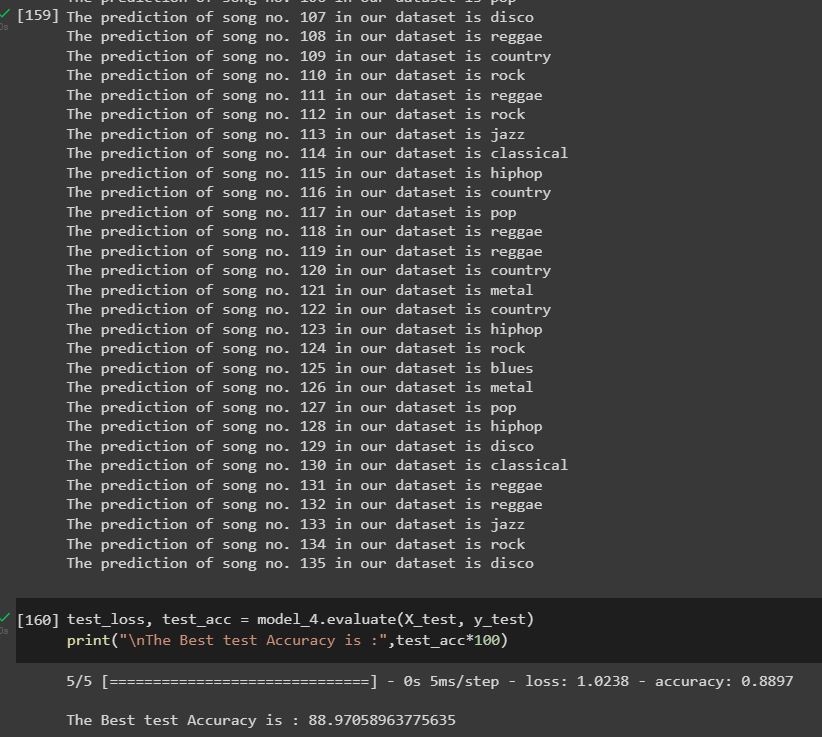 The prediction of song no. 106 in our dataset is pop
[159] The prediction of song no. 107 in our dataset is disco
The prediction of song no. 108 in our dataset is reggae
The prediction of song no. 109 in our dataset is country
The prediction of song no. 110 in our dataset is rock
The prediction of song no. 111 in our dataset is reggae
The prediction of song no. 112 in our dataset is rock
The prediction of song no. 113 in our dataset is jazz
The prediction of song no. 114 in our dataset is classical
The prediction of song no. 115 in our dataset is hiphop
The prediction of song no. 116 in our dataset is country
The prediction of song no. 117 in our dataset is pop
The prediction of song no. 118 in our dataset is reggae
The prediction of song no. 119 in our dataset is reggae
The prediction of song no. 120 in our dataset is country
The prediction of song no. 121 in our dataset is metal
The prediction of song no. 122 in our dataset is country
The prediction of song no. 123 in our dataset is hiphop
The prediction of song no. 124 in our dataset is rock
The prediction of song no. 125 in our dataset is blues
The prediction of song no. 126 in our dataset is metal
The prediction of song no. 127 in our dataset is pop
The prediction of song no. 128 in our dataset is hiphop
The prediction of song no. 129 in our dataset is disco
The prediction of song no. 130 in our dataset is classical
The prediction of song no. 131 in our dataset is reggae
The prediction of song no. 132 in our dataset is reggae
The prediction of song no. 133 in our dataset is jazz
The prediction of song no. 134 in our dataset is rock
The prediction of song no. 135 in our dataset is disco
[160] test_loss, test_acc = model_4.evaluate(X_test, y_test)
print("\nThe Best test Accuracy is :",test_acc*100)
5/5 [==============================] - 0s 5ms/step - loss: 1.0238 - accuracy: 0.8897
The Best test Accuracy is : 88.97058963775635